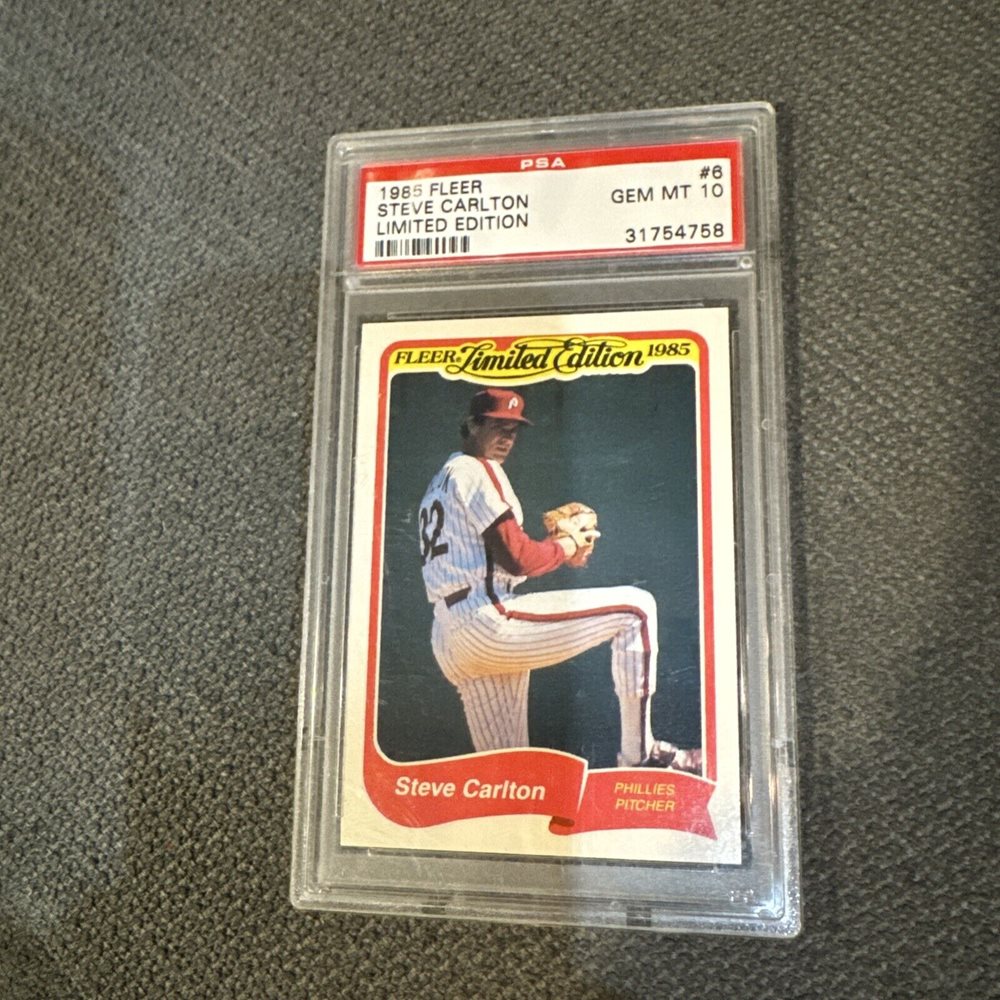 PSA
1985 FLEER #6
STEVE CARLTON GEM MT 10
LIMITED EDITION
31754758
FLEER® Limited Edition 1985
P
32
Steve Carlton
PHILLIES
PITCHER